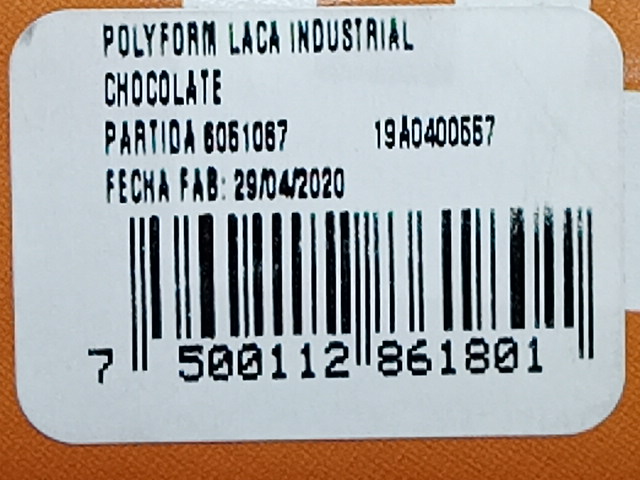 POLYFORM LACA INDUSTRIAL
CHOCOLATE
PARTIDA 6051067 19A0400557
FECHA FAB: 29/04/2020
7 500112 861801